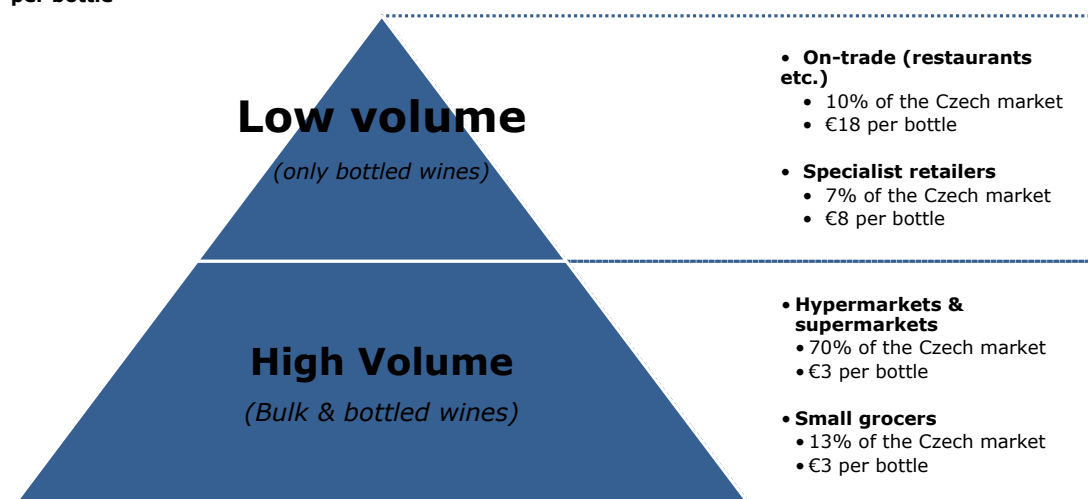 per bottle
Low volume
(only bottled wines)
• On-trade (restaurants
etc.)
• 10% of the Czech market
• €18 per bottle
• Specialist retailers
• 7% of the Czech market
• €8 per bottle
High Volume
(Bulk & bottled wines)
• Hypermarkets &
supermarkets
• 70% of the Czech market
• €3 per bottle
• Small grocers
• 13% of the Czech market
• €3 per bottle